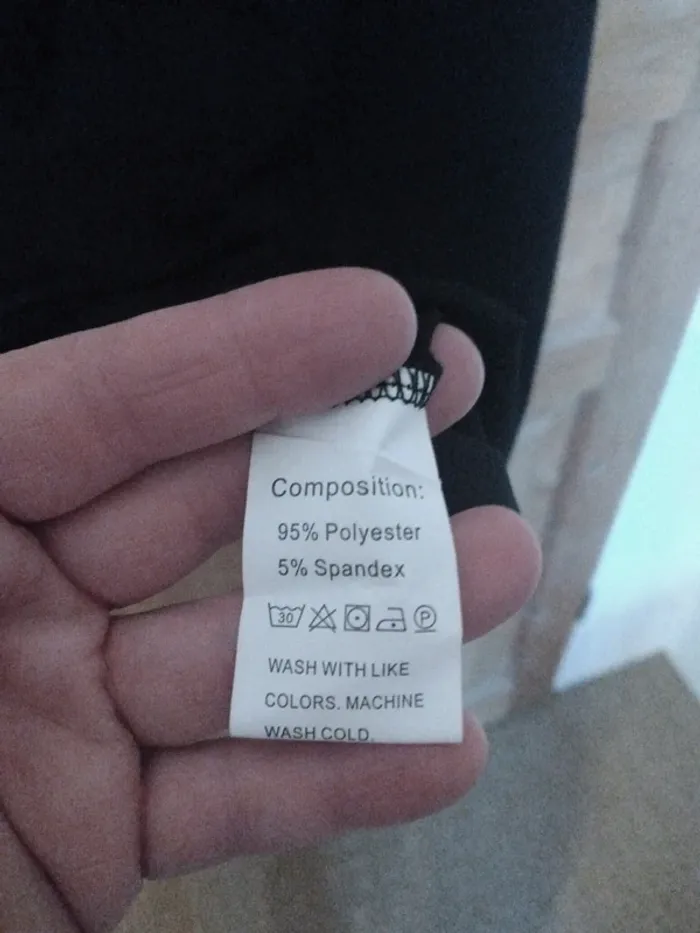 Composition:
95% Polyester
5% Spandex
30 P
WASH WITH LIKE
COLORS. MACHINE
WASH COLD.